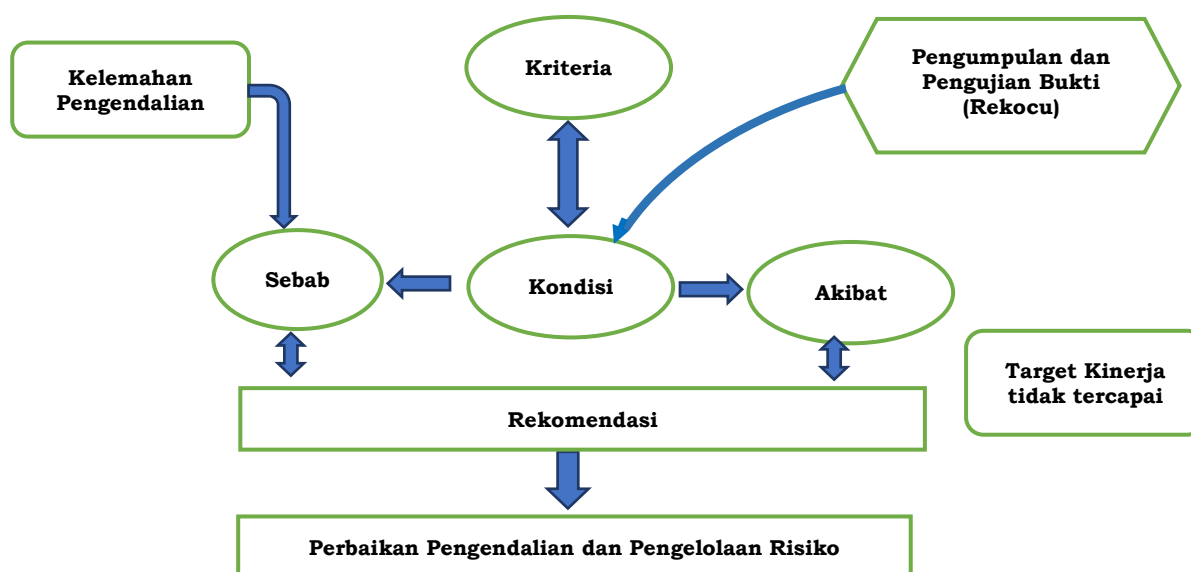 Kelemahan
Pengendalian
Kriteria
Pengumpulan dan
Pengujian Bukti
(Rekocu)
Sebab
Kondisi
Akibat
Target Kinerja
tidak tercapai
Rekomendasi
Perbaikan Pengendalian dan Pengelolaan Risiko